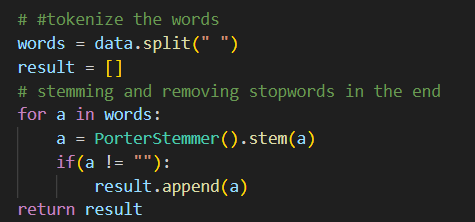 # #tokenize the words
words = data.split(" ")
result = []
# stemming and removing stopwords in the end
for a in words:
    a = PorterStemmer().stem(a)
    if(a != ""):
        result.append(a)
return result